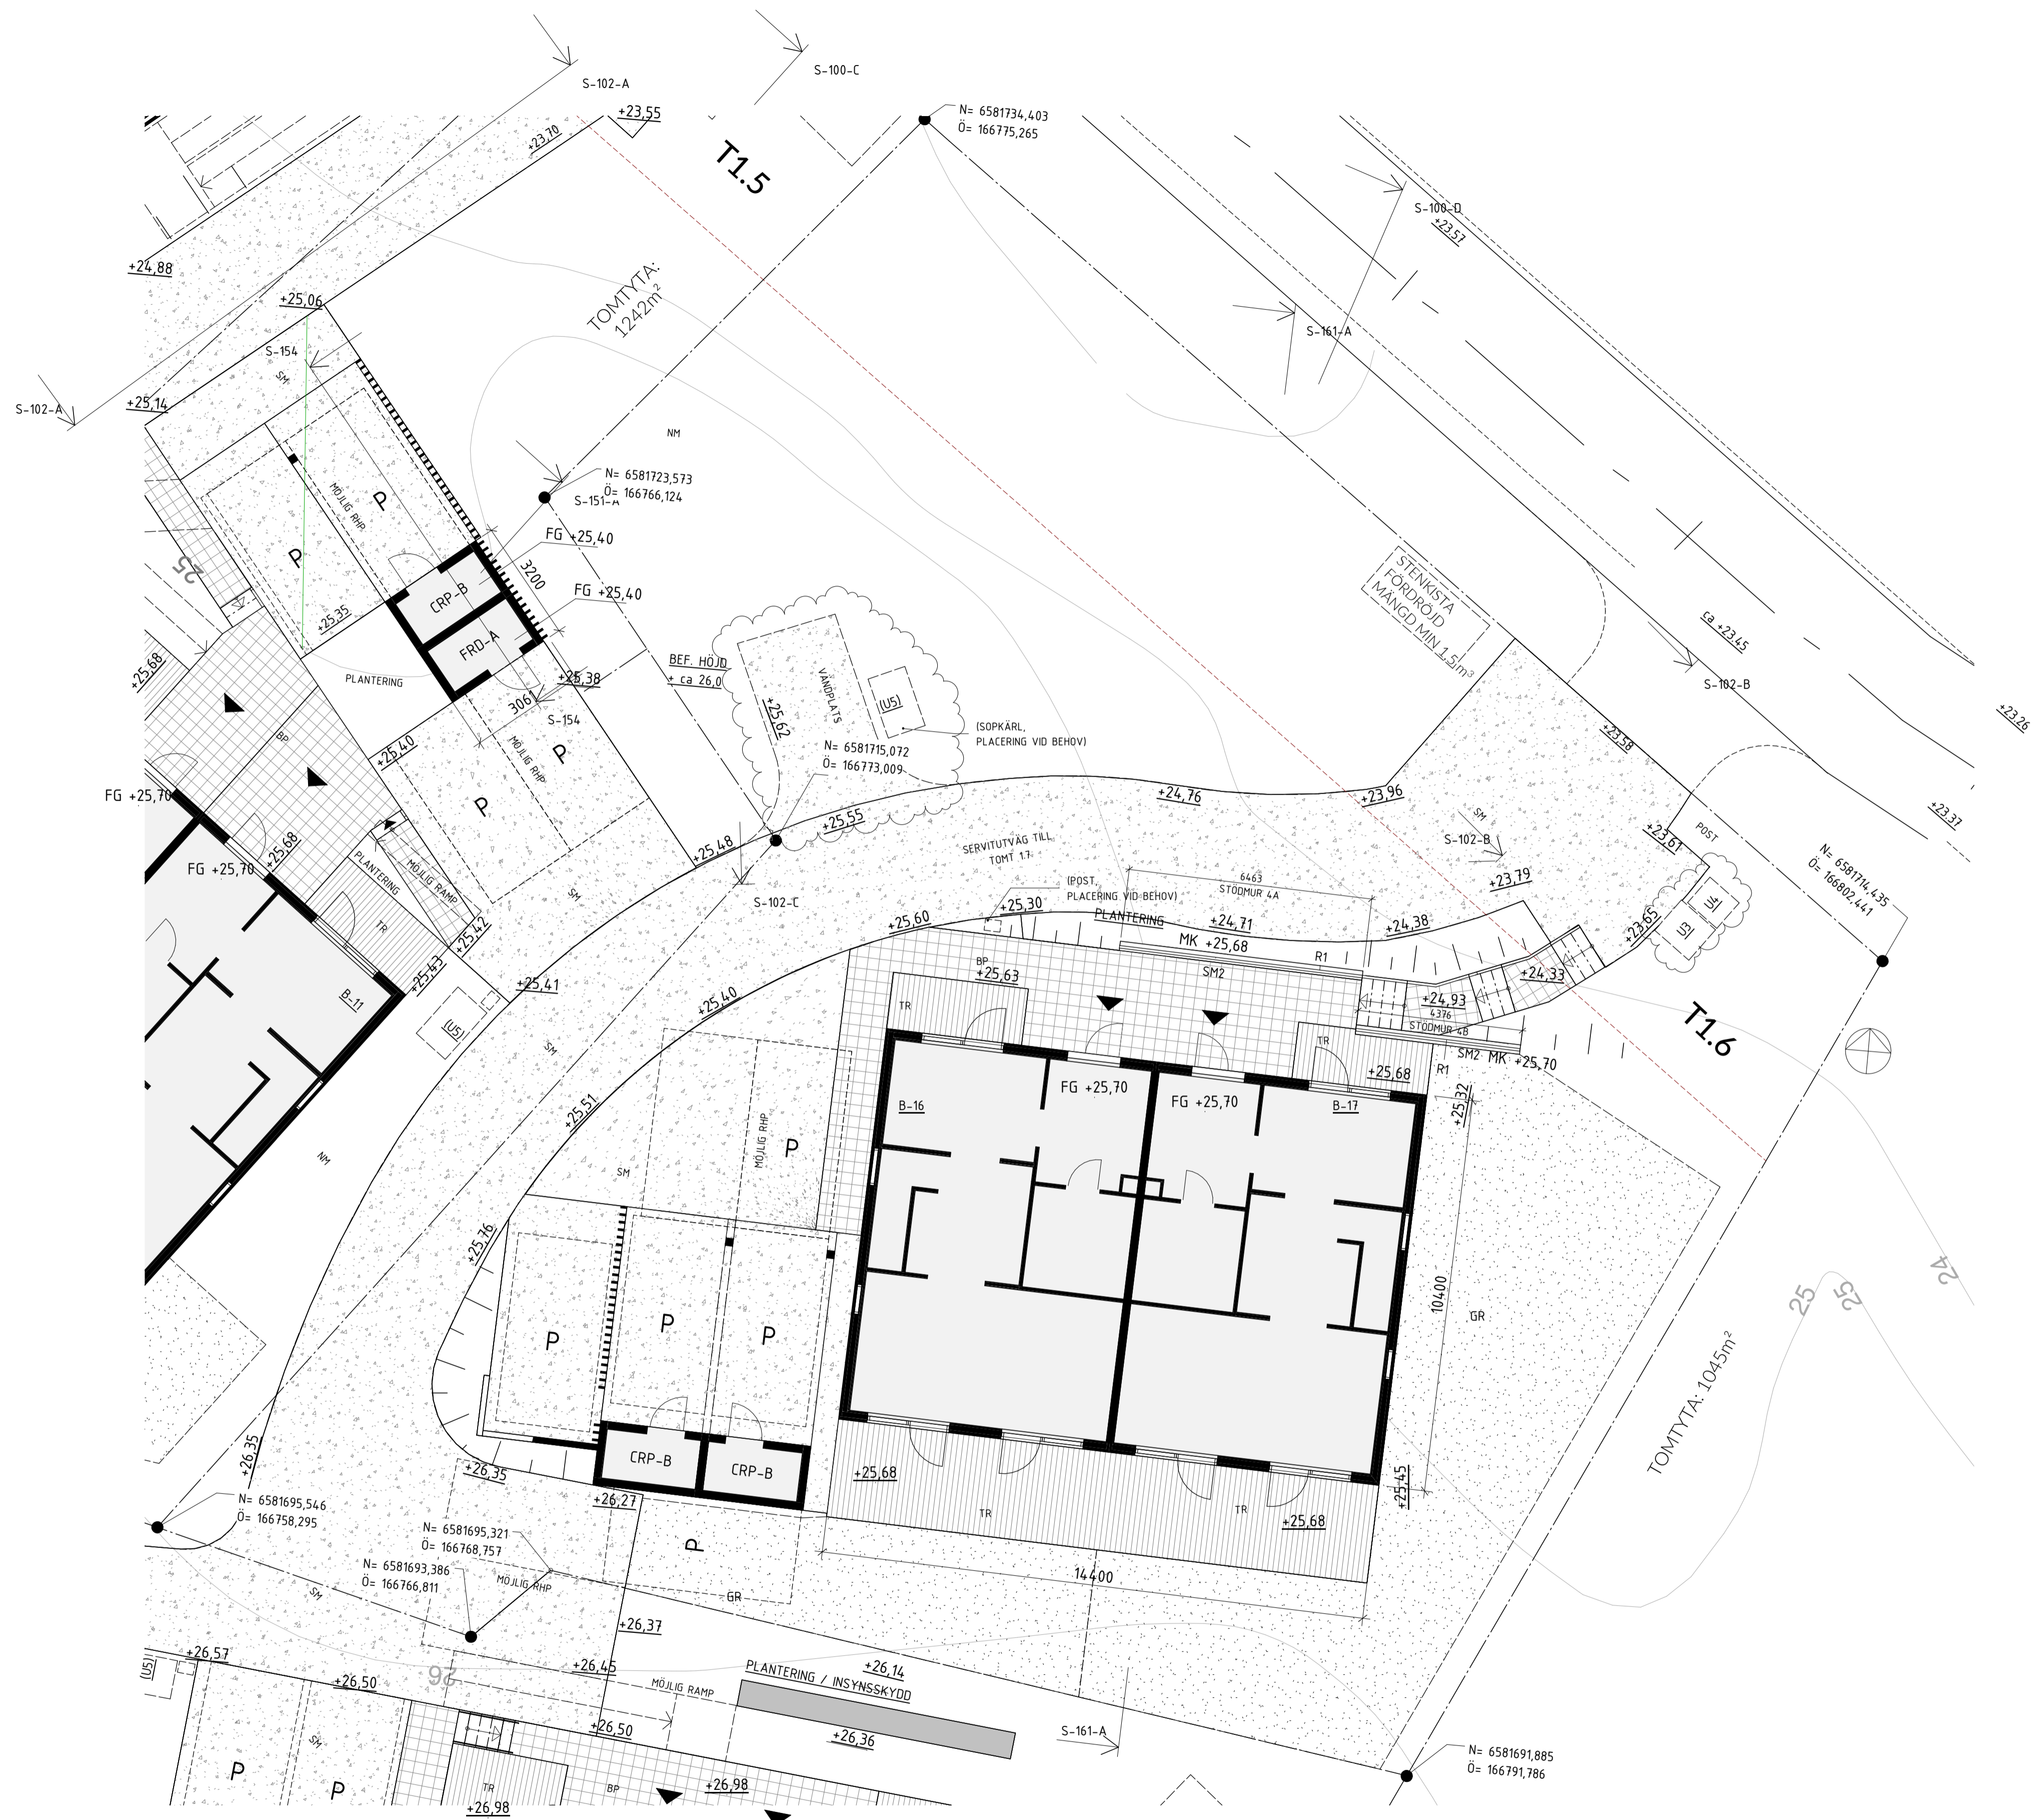 S-102-A
S-100-C
+23,55
+23,70
N= 6581734,403
Ö= 166775,265
T1.5
S-100-D
+23.57
+24,88
+25,06
TOMTYTA:
1242m²
S-161-A
S-154
SM
S-102-A
+25,14
NM
N= 6581723,573
Ö= 166766,124
S-151-A
MÖJLIG RHP
P
P
FG +25,40
3200
FG +25,40
CRP-B
FRD-A
25
+25,35
+25,68
PLANTERING
+25,38
3061
S-154
BEF. HÖJD
+ ca 26,0
+25,62
VÄNDPLATS
(U5)
(SOPKÄRL,
PLACERING VID BEHOV)
STENKISTA
FÖRDRÖJD
MÄNGD MIN 1,5m³
ca +23.45
S-102-B
+23,26
+23,58
+23,37
BP
+25,40
MÖJLIG RHP
P
P
N= 6581715,072
Ö= 166773,009
FG +25,70
+24,76
+23,96
+25,55
+25,48
SERVITUTVÄG TILL
TOMT 1.7
SM
S-102-B
+23,61
POST
N= 6581714,435
Ö= 166802,441
+25,68
FG +25,70
PLANTERING
MÖJLIG RAMP
SM
S-102-C
(POST,
PLACERING VID BEHOV)
6463
STÖDMUR 4A
+23,79
U4
U3
+23,65
+25,60
+25,30
PLANTERING
+24,71
+24,38
MK +25,68
R1
TR
+25,42
+25,43
BP
+25,63
SM2
+24,33
+25,41
+25,40
TR
+24,93
4376
STÖDMUR 4B
T1.6
B-11
(U5)
SM
TR
SM2
MK +25,70
R1
+25,68
+25,32
FG +25,70
FG +25,70
B-16
B-17
+25,51
MÖJLIG RHP
P
NM
SM
+25,76
10400
GR
25
25
24
P
P
P
TOMTYTA: 1045m²
+26,35
+26,35
CRP-B
CRP-B
+25,68
+25,45
+26,27
TR
TR
+25,68
N= 6581695,546
Ö= 166758,295
N= 6581695,321
Ö= 166768,757
N= 6581693,386
Ö= 166766,811
P
MÖJLIG RHP
SM
GR
14400
+26,37
+26,57
(U5)
+26,50
26
+26,45
MÖJLIG RAMP
PLANTERING / INSYNSSKYDD
+26,14
+26,50
+26,36
S-161-A
SM
N= 6581691,885
Ö= 166791,786
P
P
TR
BP
+26,98
+26,98